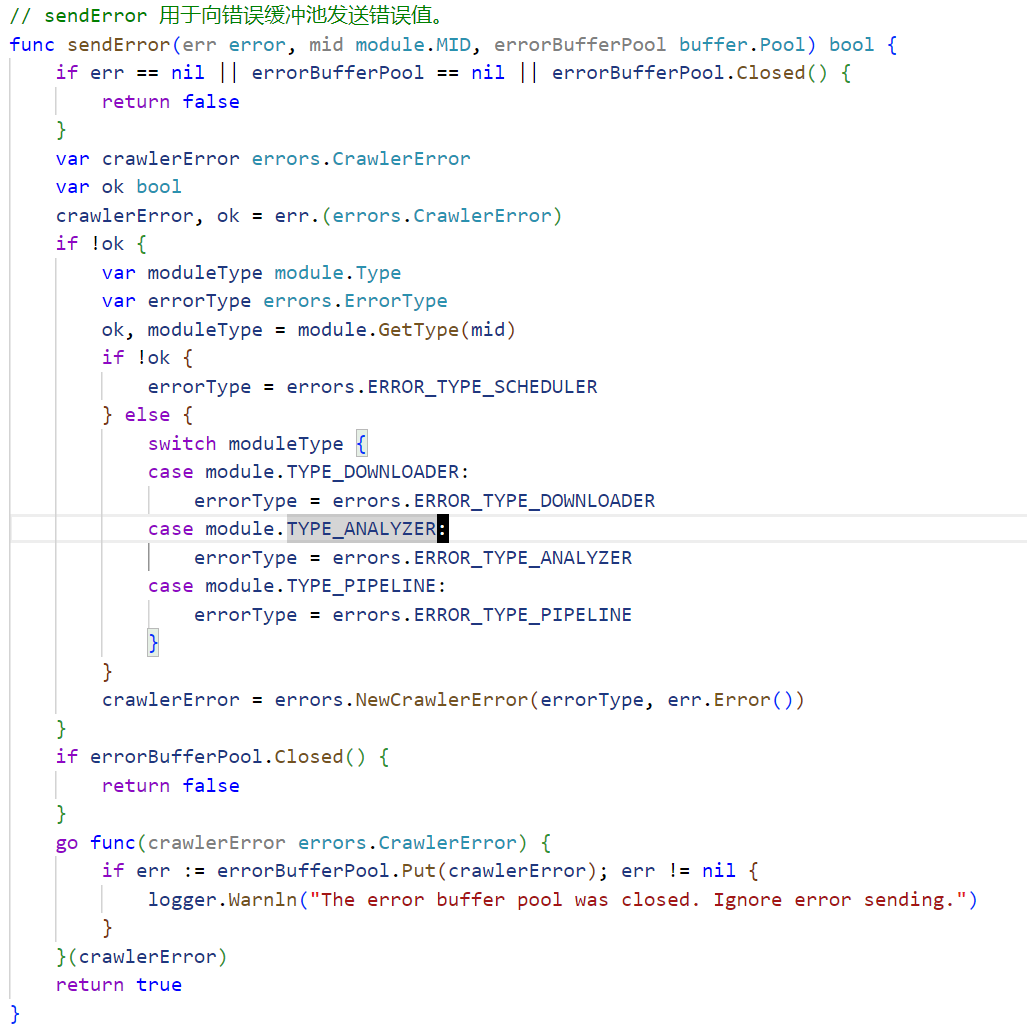 // sendError 用于向错误缓冲池发送错误值。
func sendError(err error, mid module.MID, errorBufferPool buffer.Pool) bool {
    if err == nil || errorBufferPool == nil || errorBufferPool.Closed() {
        return false
    }
    var crawlerError errors.CrawlerError
    var ok bool
    crawlerError, ok = err.(errors.CrawlerError)
    if !ok {
        var moduleType module.Type
        var errorType errors.ErrorType
        ok, moduleType = module.GetType(mid)
        if !ok {
            errorType = errors.ERROR_TYPE_SCHEDULER
        } else {
            switch moduleType {
            case module.TYPE_DOWNLOADER:
                errorType = errors.ERROR_TYPE_DOWNLOADER
            case module.TYPE_ANALYZER:
                errorType = errors.ERROR_TYPE_ANALYZER
            case module.TYPE_PIPELINE:
                errorType = errors.ERROR_TYPE_PIPELINE
            }
        }
        crawlerError = errors.NewCrawlerError(errorType, err.Error())
    }
    if errorBufferPool.Closed() {
        return false
    }
    go func(crawlerError errors.CrawlerError) {
        if err := errorBufferPool.Put(crawlerError); err != nil {
            logger.Warnln("The error buffer pool was closed. Ignore error sending.")
        }
    }(crawlerError)
    return true
}